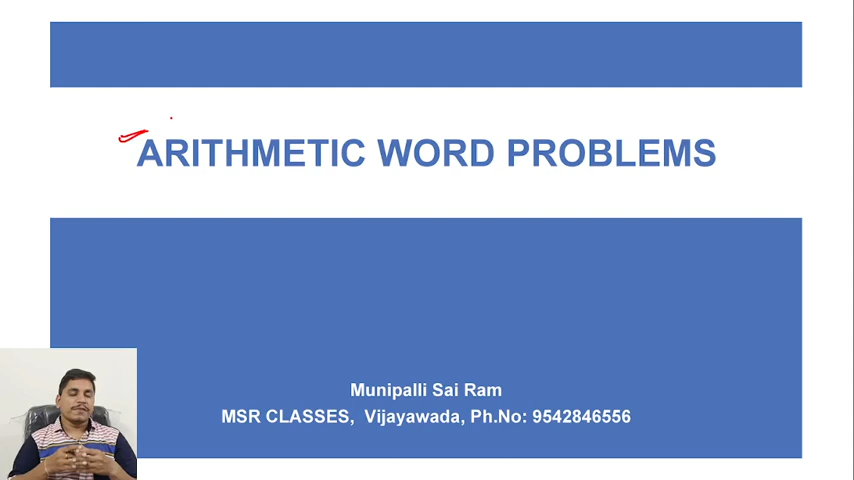 ARITHMETIC WORD PROBLEMS
Munipalli Sai Ram
MSR CLASSES, Vijayawada, Ph.No: 9542846556